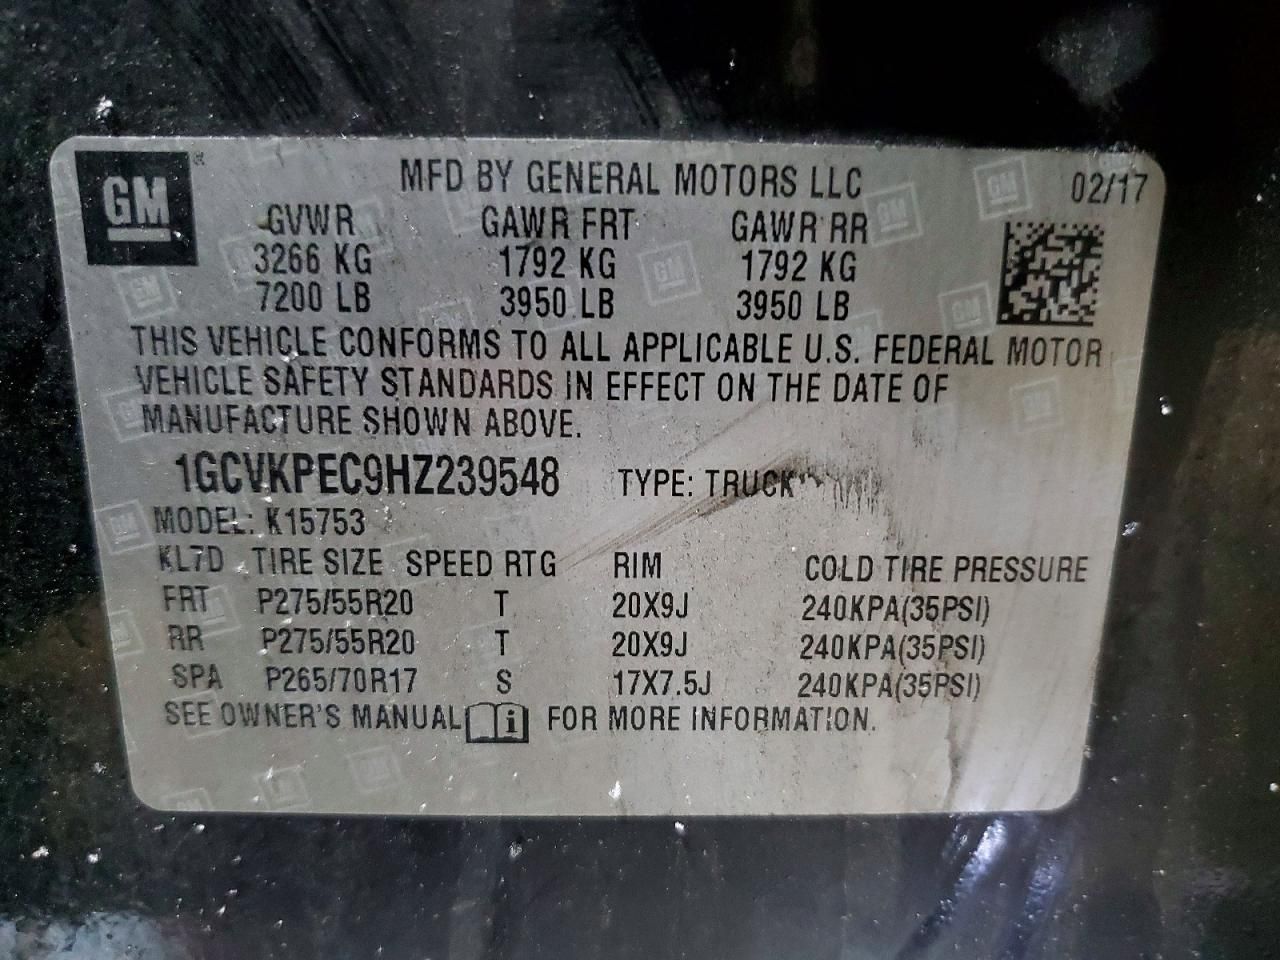 GM MFD BY GENERAL MOTORS LLC 02/17
GVWR GAWR FRT GAWR RR
3266 KG 1792 KG 1792 KG
7200 LB 3950 LB 3950 LB
THIS VEHICLE CONFORMS TO ALL APPLICABLE U.S. FEDERAL MOTOR
VEHICLE SAFETY STANDARDS IN EFFECT ON THE DATE OF
MANUFACTURE SHOWN ABOVE.
1GCVKPEC9HZ239548 TYPE: TRUCK
MODEL: K15753
KL7D TIRE SIZE SPEED RTG RIM COLD TIRE PRESSURE
FRT P275/55R20 T 20X9J 240KPA(35PSI)
RR P275/55R20 T 20X9J 240KPA(35PSI)
SPA P265/70R17 S 17X7.5J 240KPA(35PSI)
SEE OWNER'S MANUAL i FOR MORE INFORMATION.